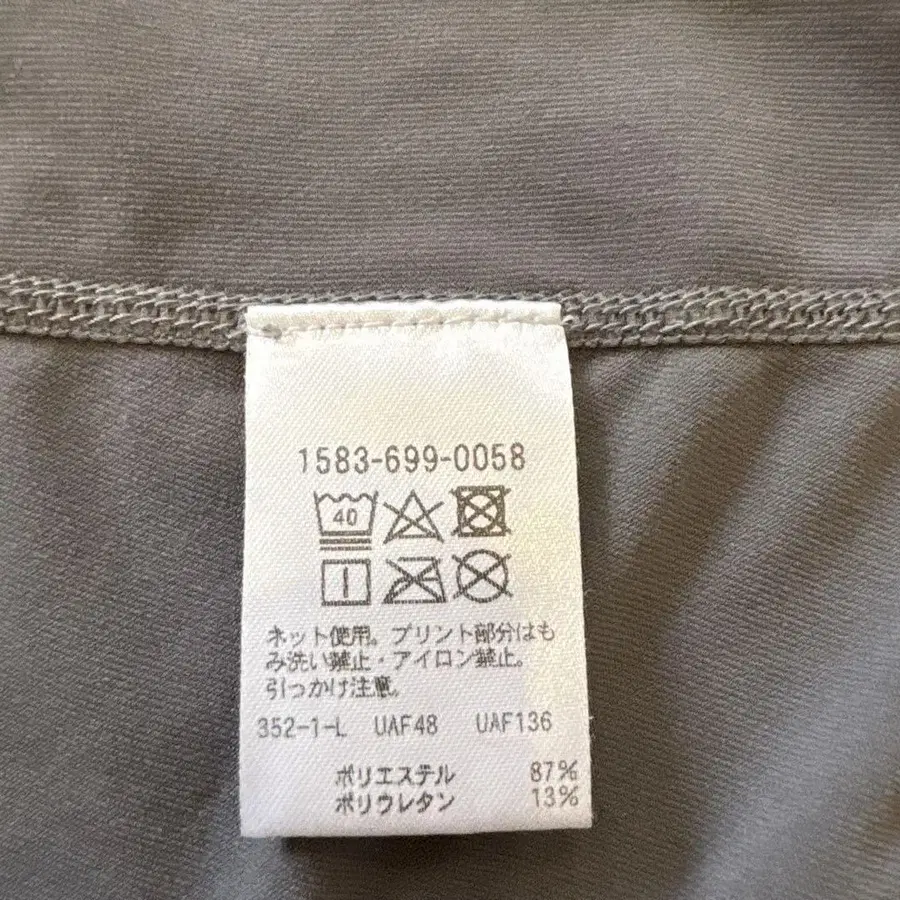 1583-699-0058
40
ネット使用。プリント部分はも
み洗い禁止・アイロン禁止。
引っかけ注意。
352-1-L UAF48 UAF136
ポリエステル 87%
ポリウレタン 13%